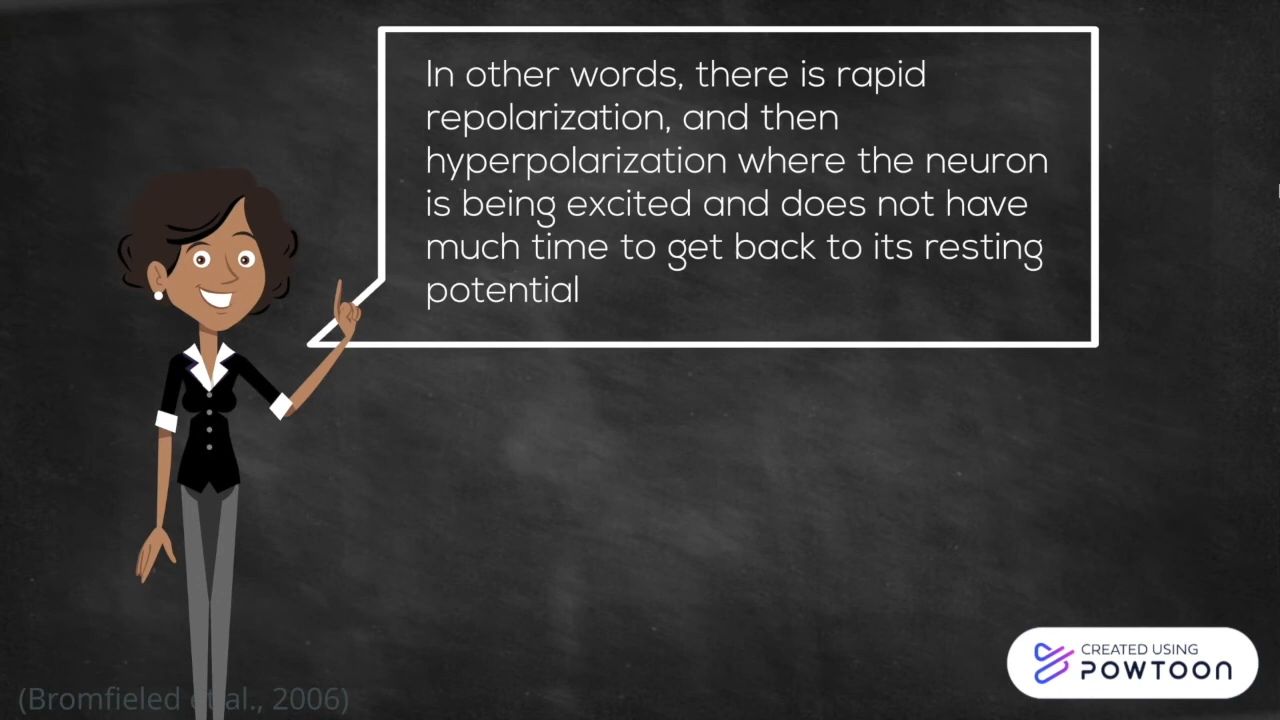 In other words, there is rapid
repolarization, and then
hyperpolarization where the neuron
is being excited and does not have
much time to get back to its resting
potential
CREATED USING
POWTOON
(Bromfieled et al., 2006)